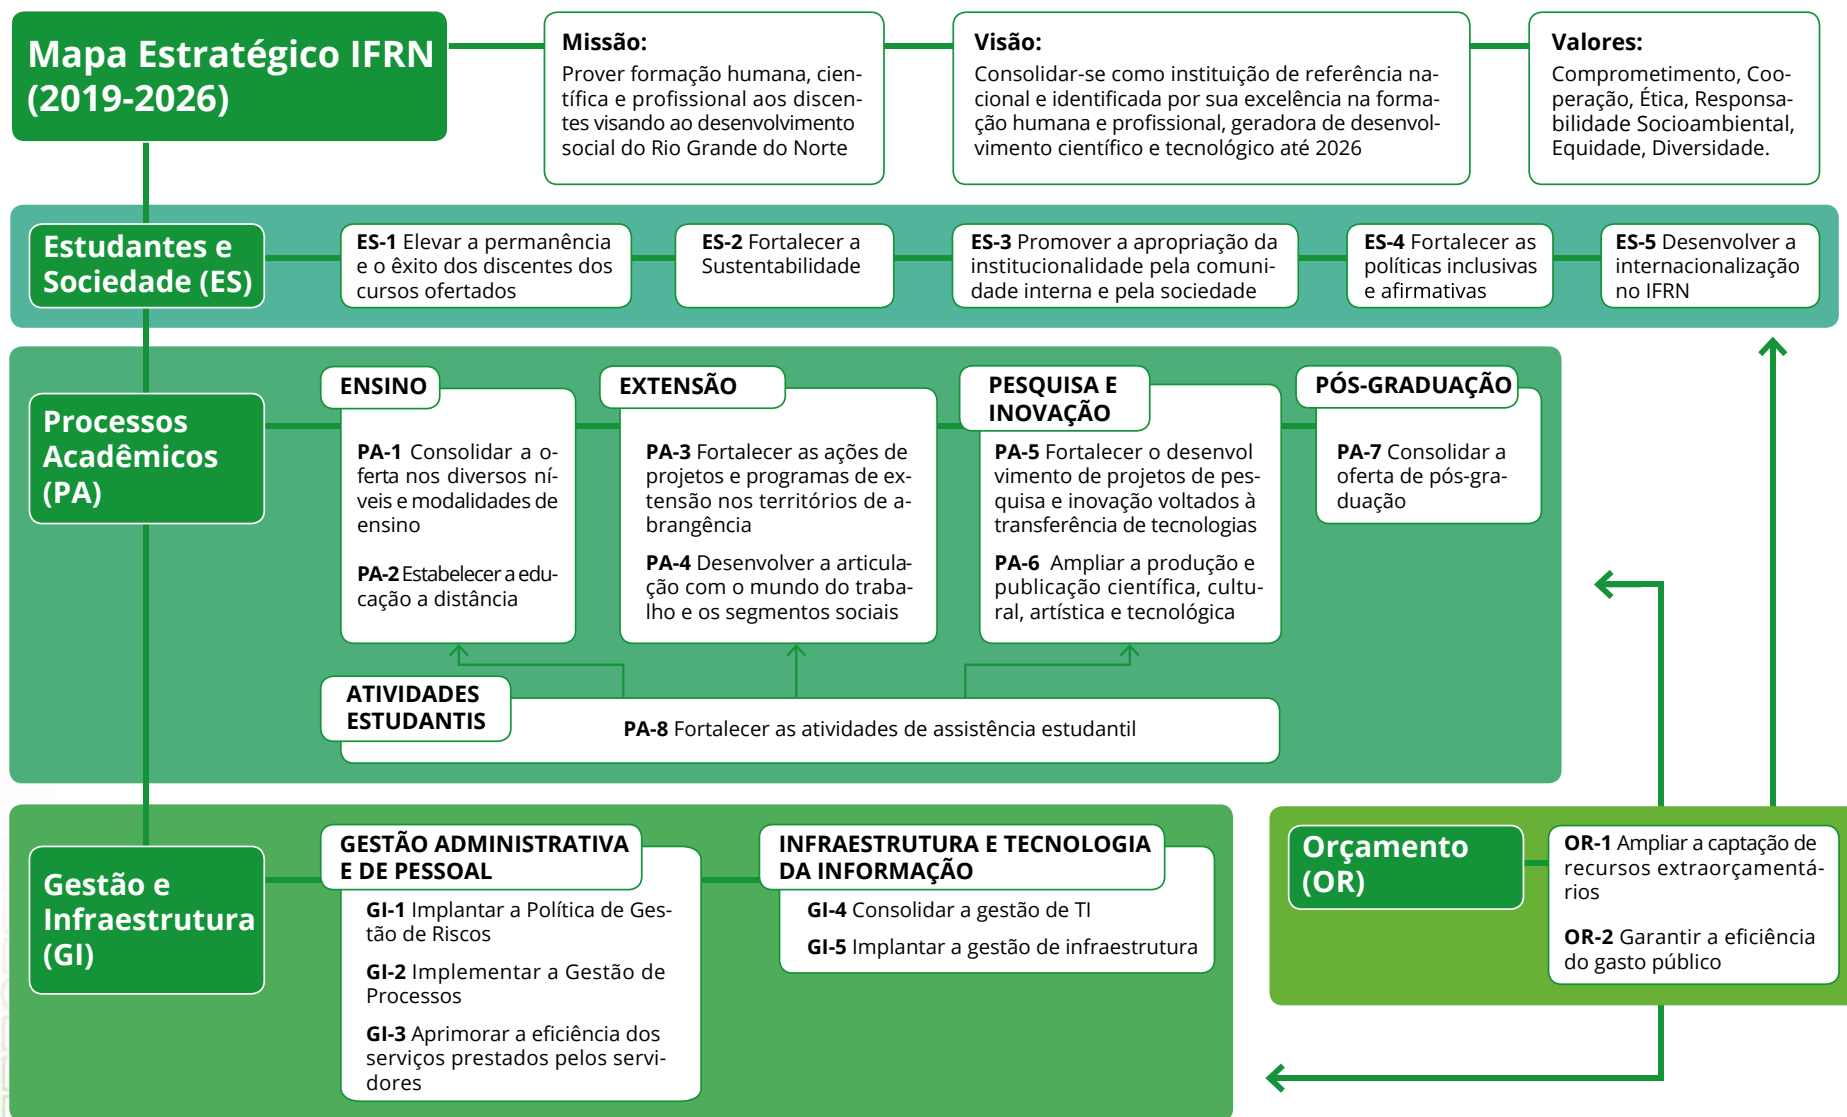 Mapa Estratégico IFRN
(2019-2026)
Missão:
Prover formação humana, cien-
tífica e profissional aos discen-
tes visando ao desenvolvimento
social do Rio Grande do Norte
Visão:
Consolidar-se como instituição de referência na-
cional e identificada por sua excelência na forma-
ção humana e profissional, geradora de desenvol-
vimento científico e tecnológico até 2026
Valores:
Comprometimento, Coo-
peração, Ética, Responsa-
bilidade Socioambiental,
Equidade, Diversidade.
Estudantes e
Sociedade (ES)
ES-1 Elevar a permanência
e o êxito dos discentes dos
cursos ofertados
ES-2 Fortalecer a
Sustentabilidade
ES-3 Promover a apropriação da
institucionalidade pela comuni-
dade interna e pela sociedade
ES-4 Fortalecer as
políticas inclusivas
e afirmativas
ES-5 Desenvolver a
internacionalização
no IFRN
Processos
Acadêmicos
(PA)
ENSINO
PA-1 Consolidar a o-
ferta nos diversos ní-
veis e modalidades de
ensino
PA-2 Estabelecer a edu-
cação a distância
EXTENSÃO
PA-3 Fortalecer as ações de
projetos e programas de ex-
tensão nos territórios de a-
brangência
PA-4 Desenvolver a articula-
ção com o mundo do traba-
lho e os segmentos sociais
PESQUISA E
INOVAÇÃO
PA-5 Fortalecer o desenvol
vimento de projetos de pes-
quisa e inovação voltados à
transferência de tecnologias
PA-6 Ampliar a produção e
publicação científica, cultu-
ral, artística e tecnológica
PÓS-GRADUAÇÃO
PA-7 Consolidar a
oferta de pós-gra-
duação
ATIVIDADES
ESTUDANTIS
PA-8 Fortalecer as atividades de assistência estudantil
Gestão e
Infraestrutura
(GI)
GESTÃO ADMINISTRATIVA
E DE PESSOAL
GI-1 Implantar a Política de Ges-
tão de Riscos
GI-2 Implementar a Gestão de
Processos
GI-3 Aprimorar a eficiência dos
serviços prestados pelos servi-
dores
INFRAESTRUTURA E TECNOLOGIA
DA INFORMAÇÃO
GI-4 Consolidar a gestão de TI
GI-5 Implantar a gestão de infraestrutura
Orçamento
(OR)
OR-1 Ampliar a captação de
recursos extraorçamentá-
rios
OR-2 Garantir a eficiência
do gasto público